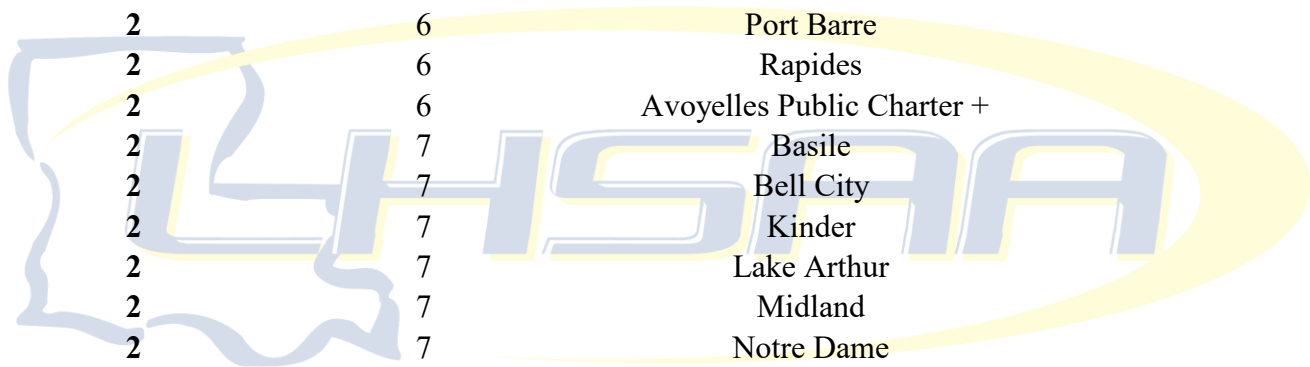 2 6 Port Barre
2 6 Rapides
2 6 Avoyelles Public Charter +
2 7 Basile
2 7 Bell City
2 7 Kinder
2 7 Lake Arthur
2 7 Midland
2 7 Notre Dame
LHSAA